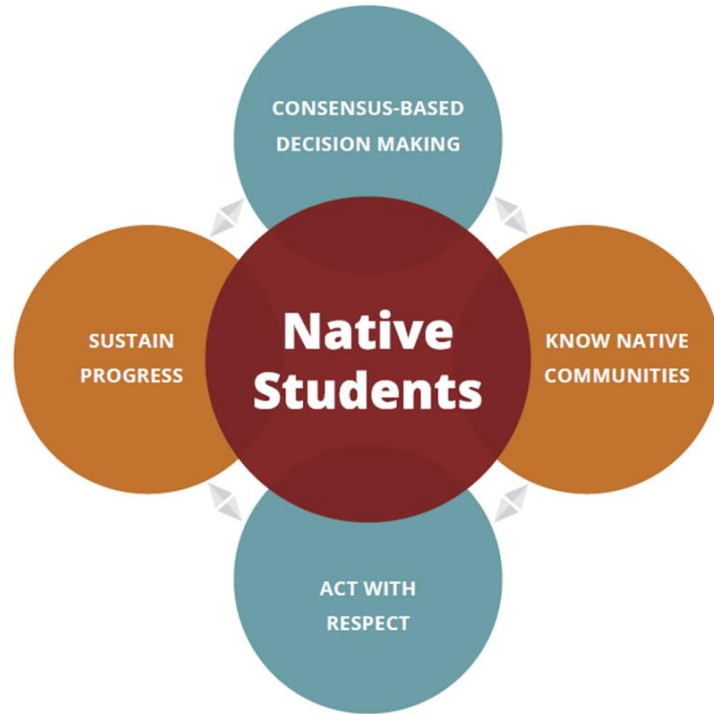 CONSENSUS-BASED
DECISION MAKING
SUSTAIN
PROGRESS
Native
Students
KNOW NATIVE
COMMUNITIES
ACT WITH
RESPECT